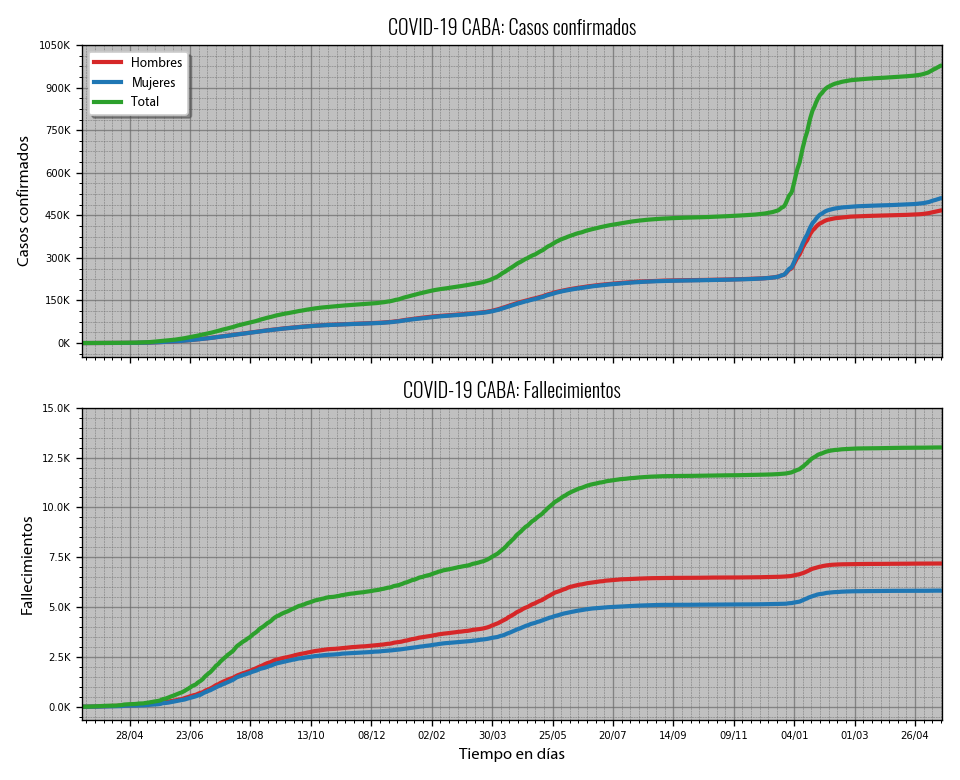 COVID-19 CABA: Casos confirmados
1050K
900K
750K
600K
450K
300K
150K
0K
Casos confirmados
Hombres
Mujeres
Total
COVID-19 CABA: Fallecimientos
15.0K
12.5K
10.0K
7.5K
5.0K
2.5K
0.0K
Fallecimientos
28/04 23/06 18/08 13/10 08/12 02/02 30/03 25/05 20/07 14/09 09/11 04/01 01/03 26/04
Tiempo en días